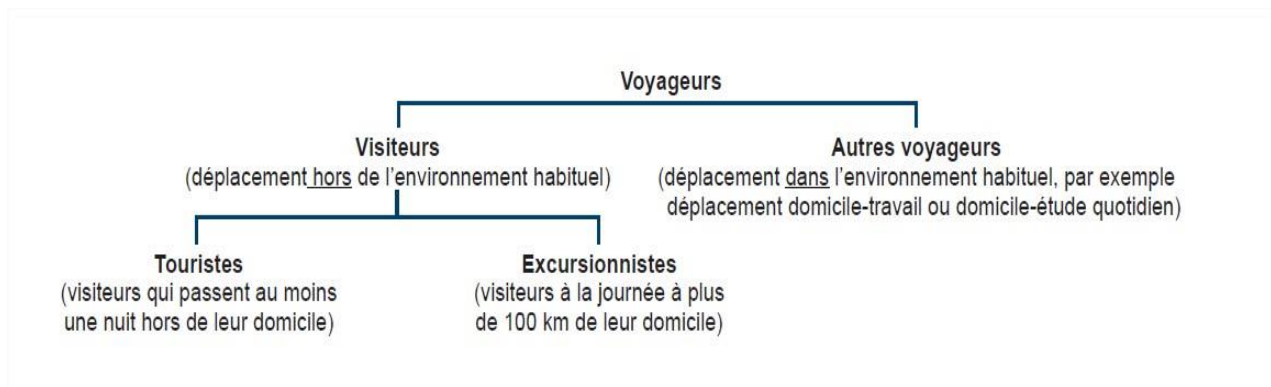 Voyageurs
Visiteurs
(déplacement hors de l'environnement habituel)
Autres voyageurs
(déplacement dans l'environnement habituel, par exemple
déplacement domicile-travail ou domicile-étude quotidien)
Touristes
(visiteurs qui passent au moins
une nuit hors de leur domicile)
Excursionnistes
(visiteurs à la journée à plus
de 100 km de leur domicile)